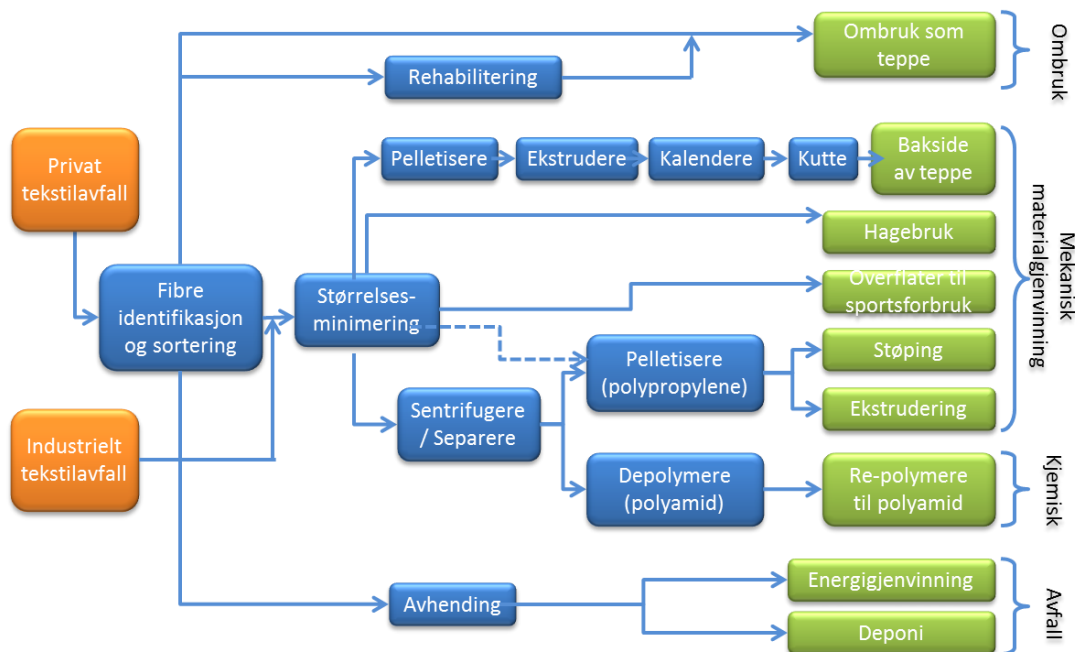 Ombruk som
teppe
Ombruk
Rehabilitering
Privat
tekstilavfall
Pelletisere
Ekstrudere
Kalendere
Kutte
Bakside
av teppe
Mekanisk
materialgjenvinning
Hagebruk
Fibre
identifikasjon
og sortering
Størrelses-
minimering
Overflater til
sportsforbruk
Pelletisere
(polypropylene)
Støping
Ekstrudering
Sentrifugere
/ Separere
Industrielt
tekstilavfall
Depolymere
(polyamid)
Re-polymere
til polyamid
Kjemisk
Avhending
Energigjenvinning
Deponi
Avfall